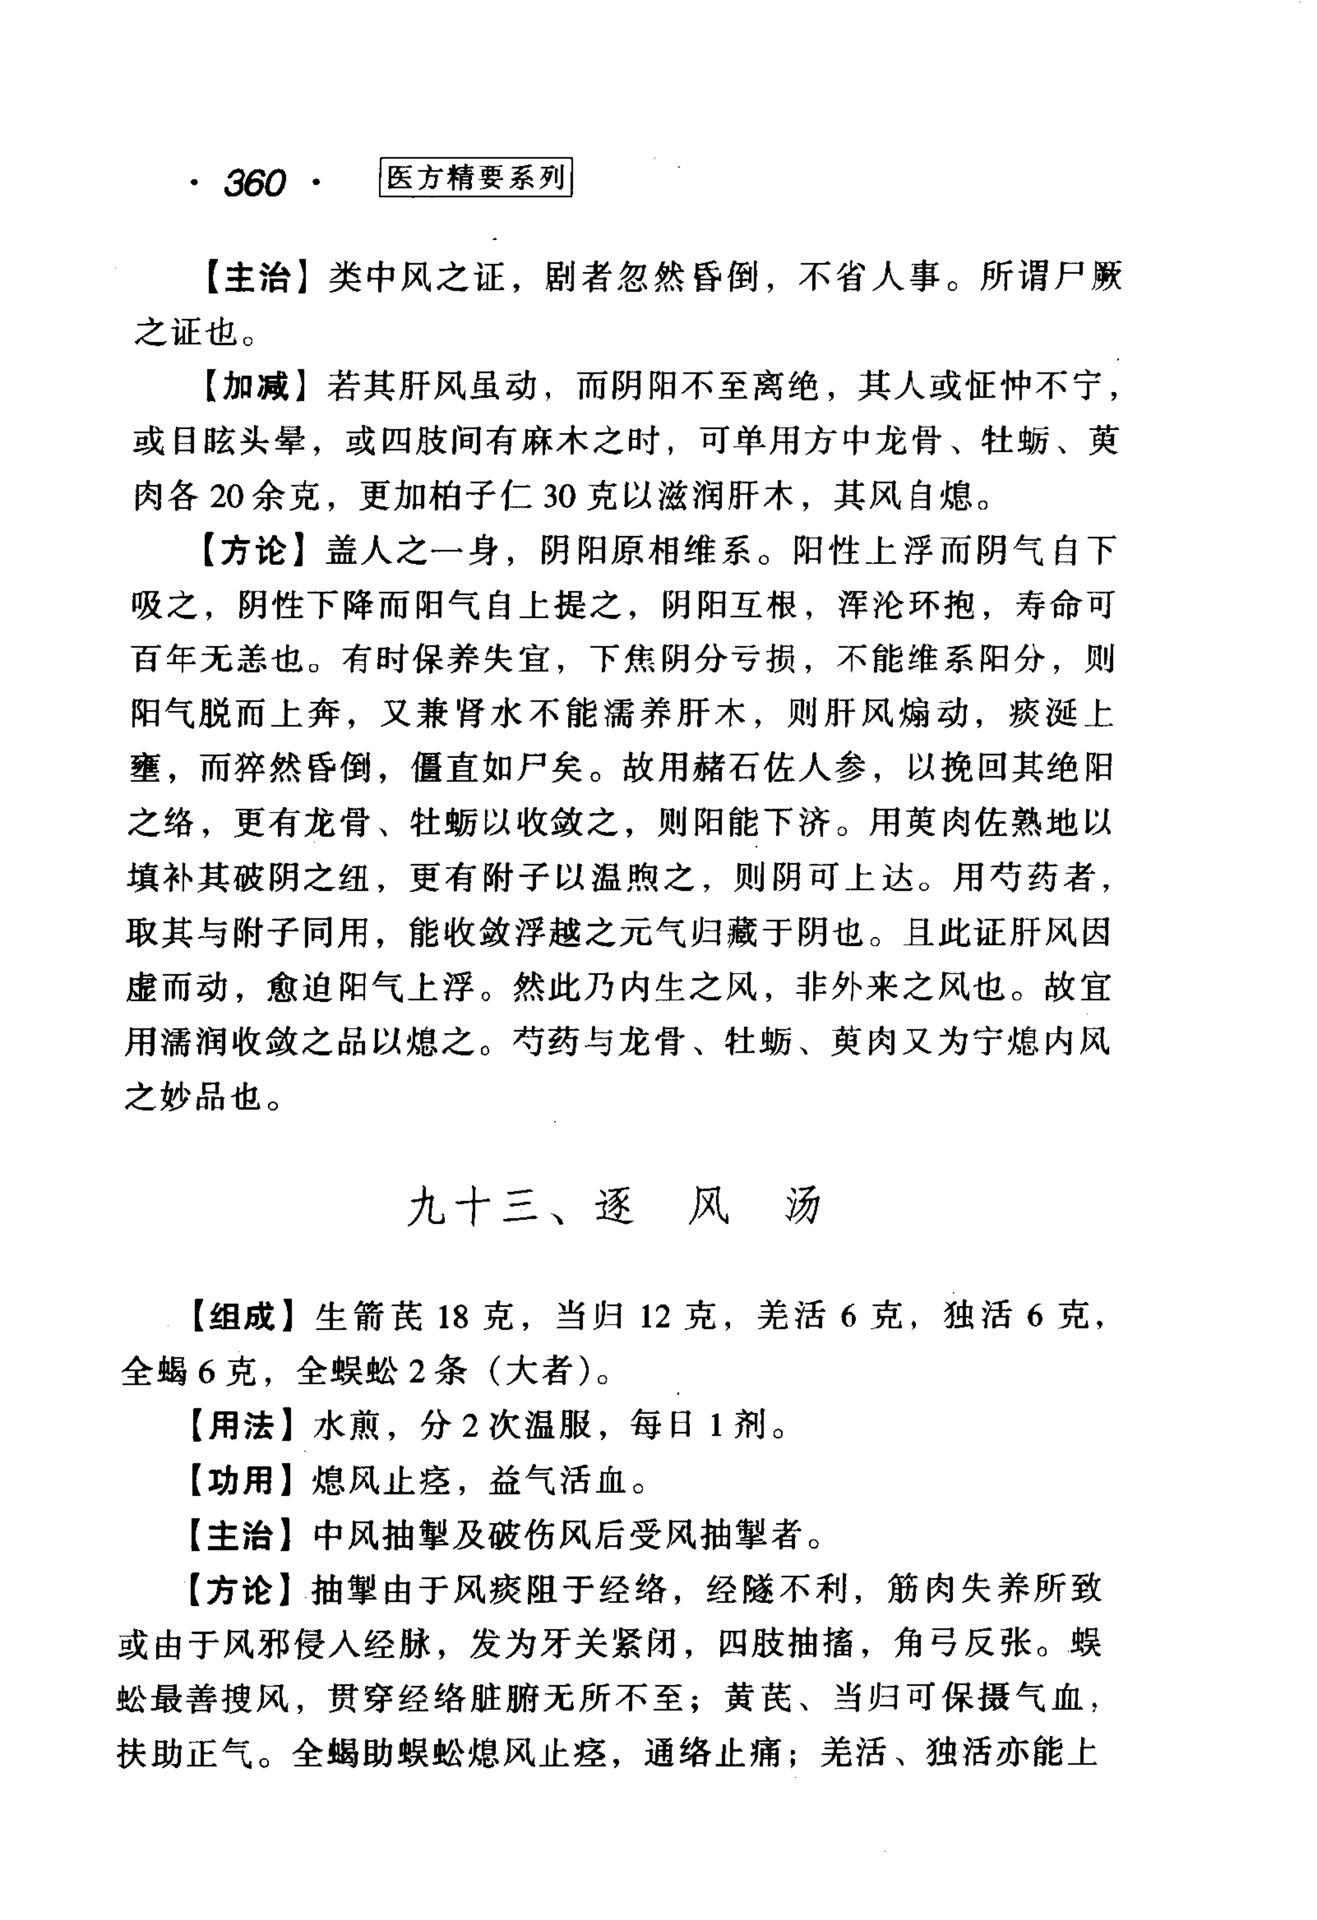 · 360 · 医方精要系列
【主治】类中风之证，剧者忽然昏倒，不省人事。所谓尸厥
之证也。
【加减】若其肝风虽动，而阴阳不至离绝，其人或怔忡不宁，
或目眩头晕，或四肢间有麻木之时，可单用方中龙骨、牡蛎、萸
肉各 20 余克，更加柏子仁 30 克以滋润肝木，其风自熄。
【方论】盖人之一身，阴阳原相维系。阳性上浮而阴气自下
吸之，阴性下降而阳气自上提之，阴阳互根，浑沦环抱，寿命可
百年无恙也。有时保养失宜，下焦阴分亏损，不能维系阳分，则
阳气脱而上奔，又兼肾水不能濡养肝木，则肝风煽动，痰涎上
壅，而猝然昏倒，僵直如尸矣。故用赭石佐人参，以挽回其绝阳
之络，更有龙骨、牡蛎以收敛之，则阳能下济。用萸肉佐熟地以
填补其破阴之纽，更有附子以温煦之，则阴可上达。用芍药者，
取其与附子同用，能收敛浮越之元气归藏于阴也。且此证肝风因
虚而动，愈迫阳气上浮。然此乃内生之风，非外来之风也。故宜
用濡润收敛之品以熄之。芍药与龙骨、牡蛎、萸肉又为宁熄内风
之妙品也。
九十三、逐 风 汤
【组成】生箭芪 18 克，当归 12 克，羌活 6 克，独活 6 克，
全蝎 6 克，全蜈蚣 2 条（大者）。
【用法】水煎，分 2 次温服，每日 1 剂。
【功用】熄风止痉，益气活血。
【主治】中风抽掣及破伤风后受风抽掣者。
【方论】抽掣由于风痰阻于经络，经隧不利，筋肉失养所致
或由于风邪侵入经脉，发为牙关紧闭，四肢抽搐，角弓反张。蜈
蚣最善搜风，贯穿经络脏腑无所不至；黄芪、当归可保摄气血，
扶助正气。全蝎助蜈蚣熄风止痉，通络止痛；羌活、独活亦能上